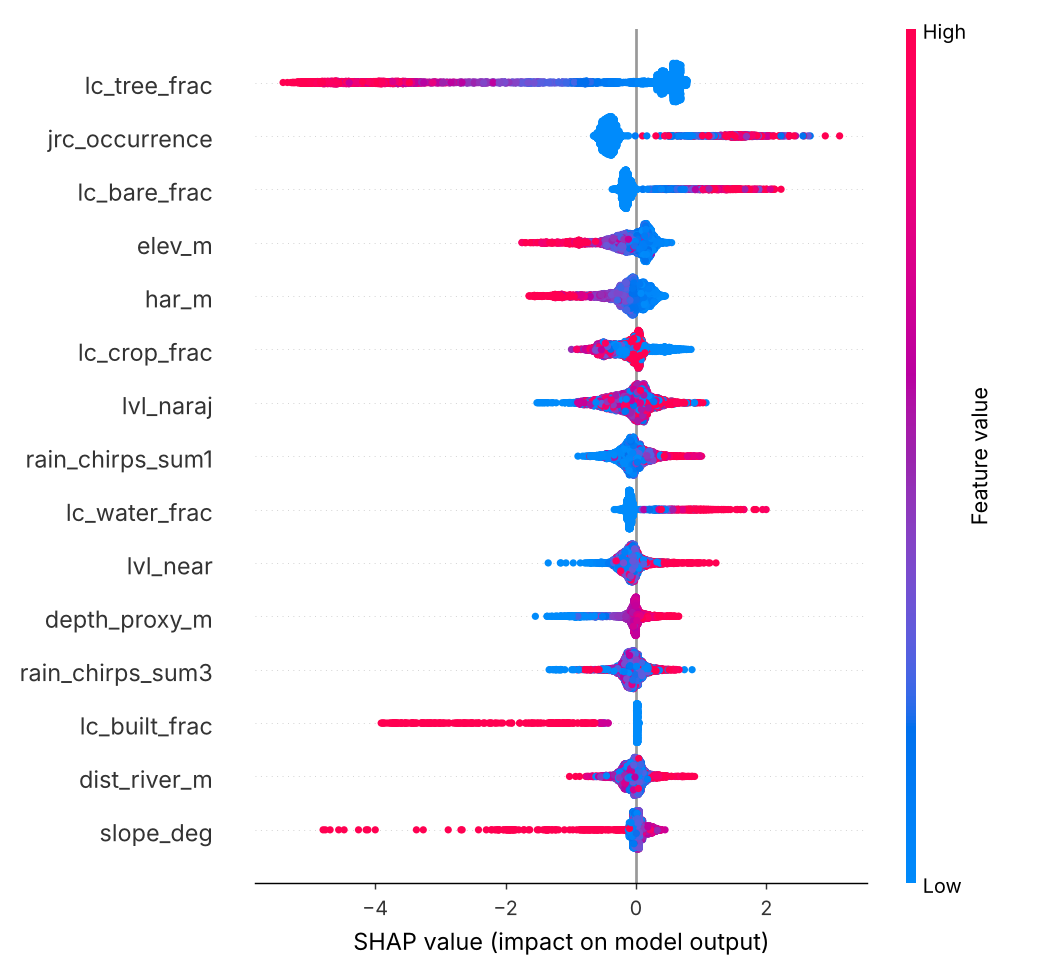 High
lc_tree_frac
jrc_occurrence
lc_bare_frac
elev_m
har_m
lc_crop_frac
lvl_naraj
rain_chirps_sum1
lc_water_frac
lvl_near
depth_proxy_m
rain_chirps_sum3
lc_built_frac
dist_river_m
slope_deg
Feature value
Low
−4 −2 0 2
SHAP value (impact on model output)